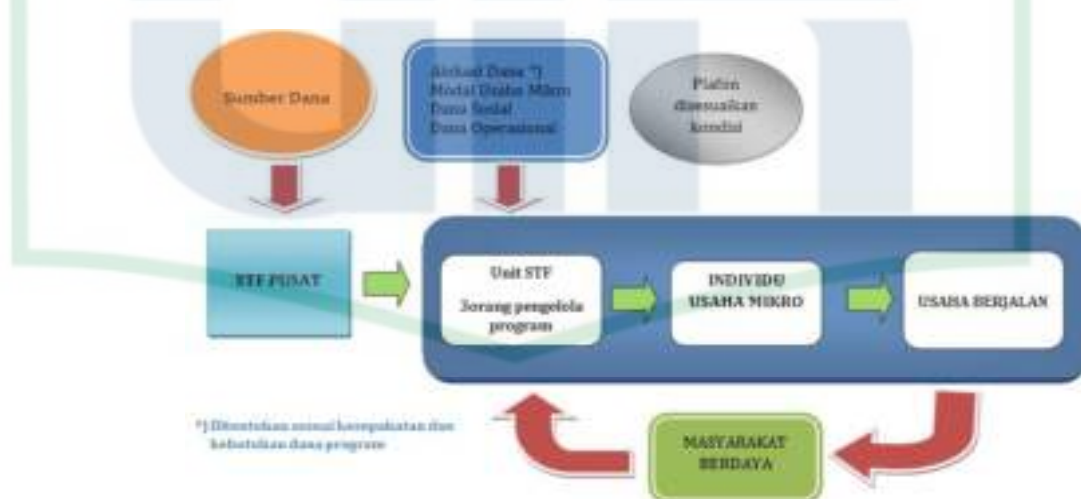 Sumber Dana
Alokasi Dana *)
Modal Usaha Mikro
Dana Sosial
Dana Operasional
Plafon
disesuaikan
kondisi
STF PUSAT
Unit STF
3orang pengelola
program
INDIVIDU
USAHA MIKRO
USAHA BERJALAN
*) Ditentukan sesuai kesepakatan dan
kebutuhan dana program
MASYARAKAT
BERDAYA